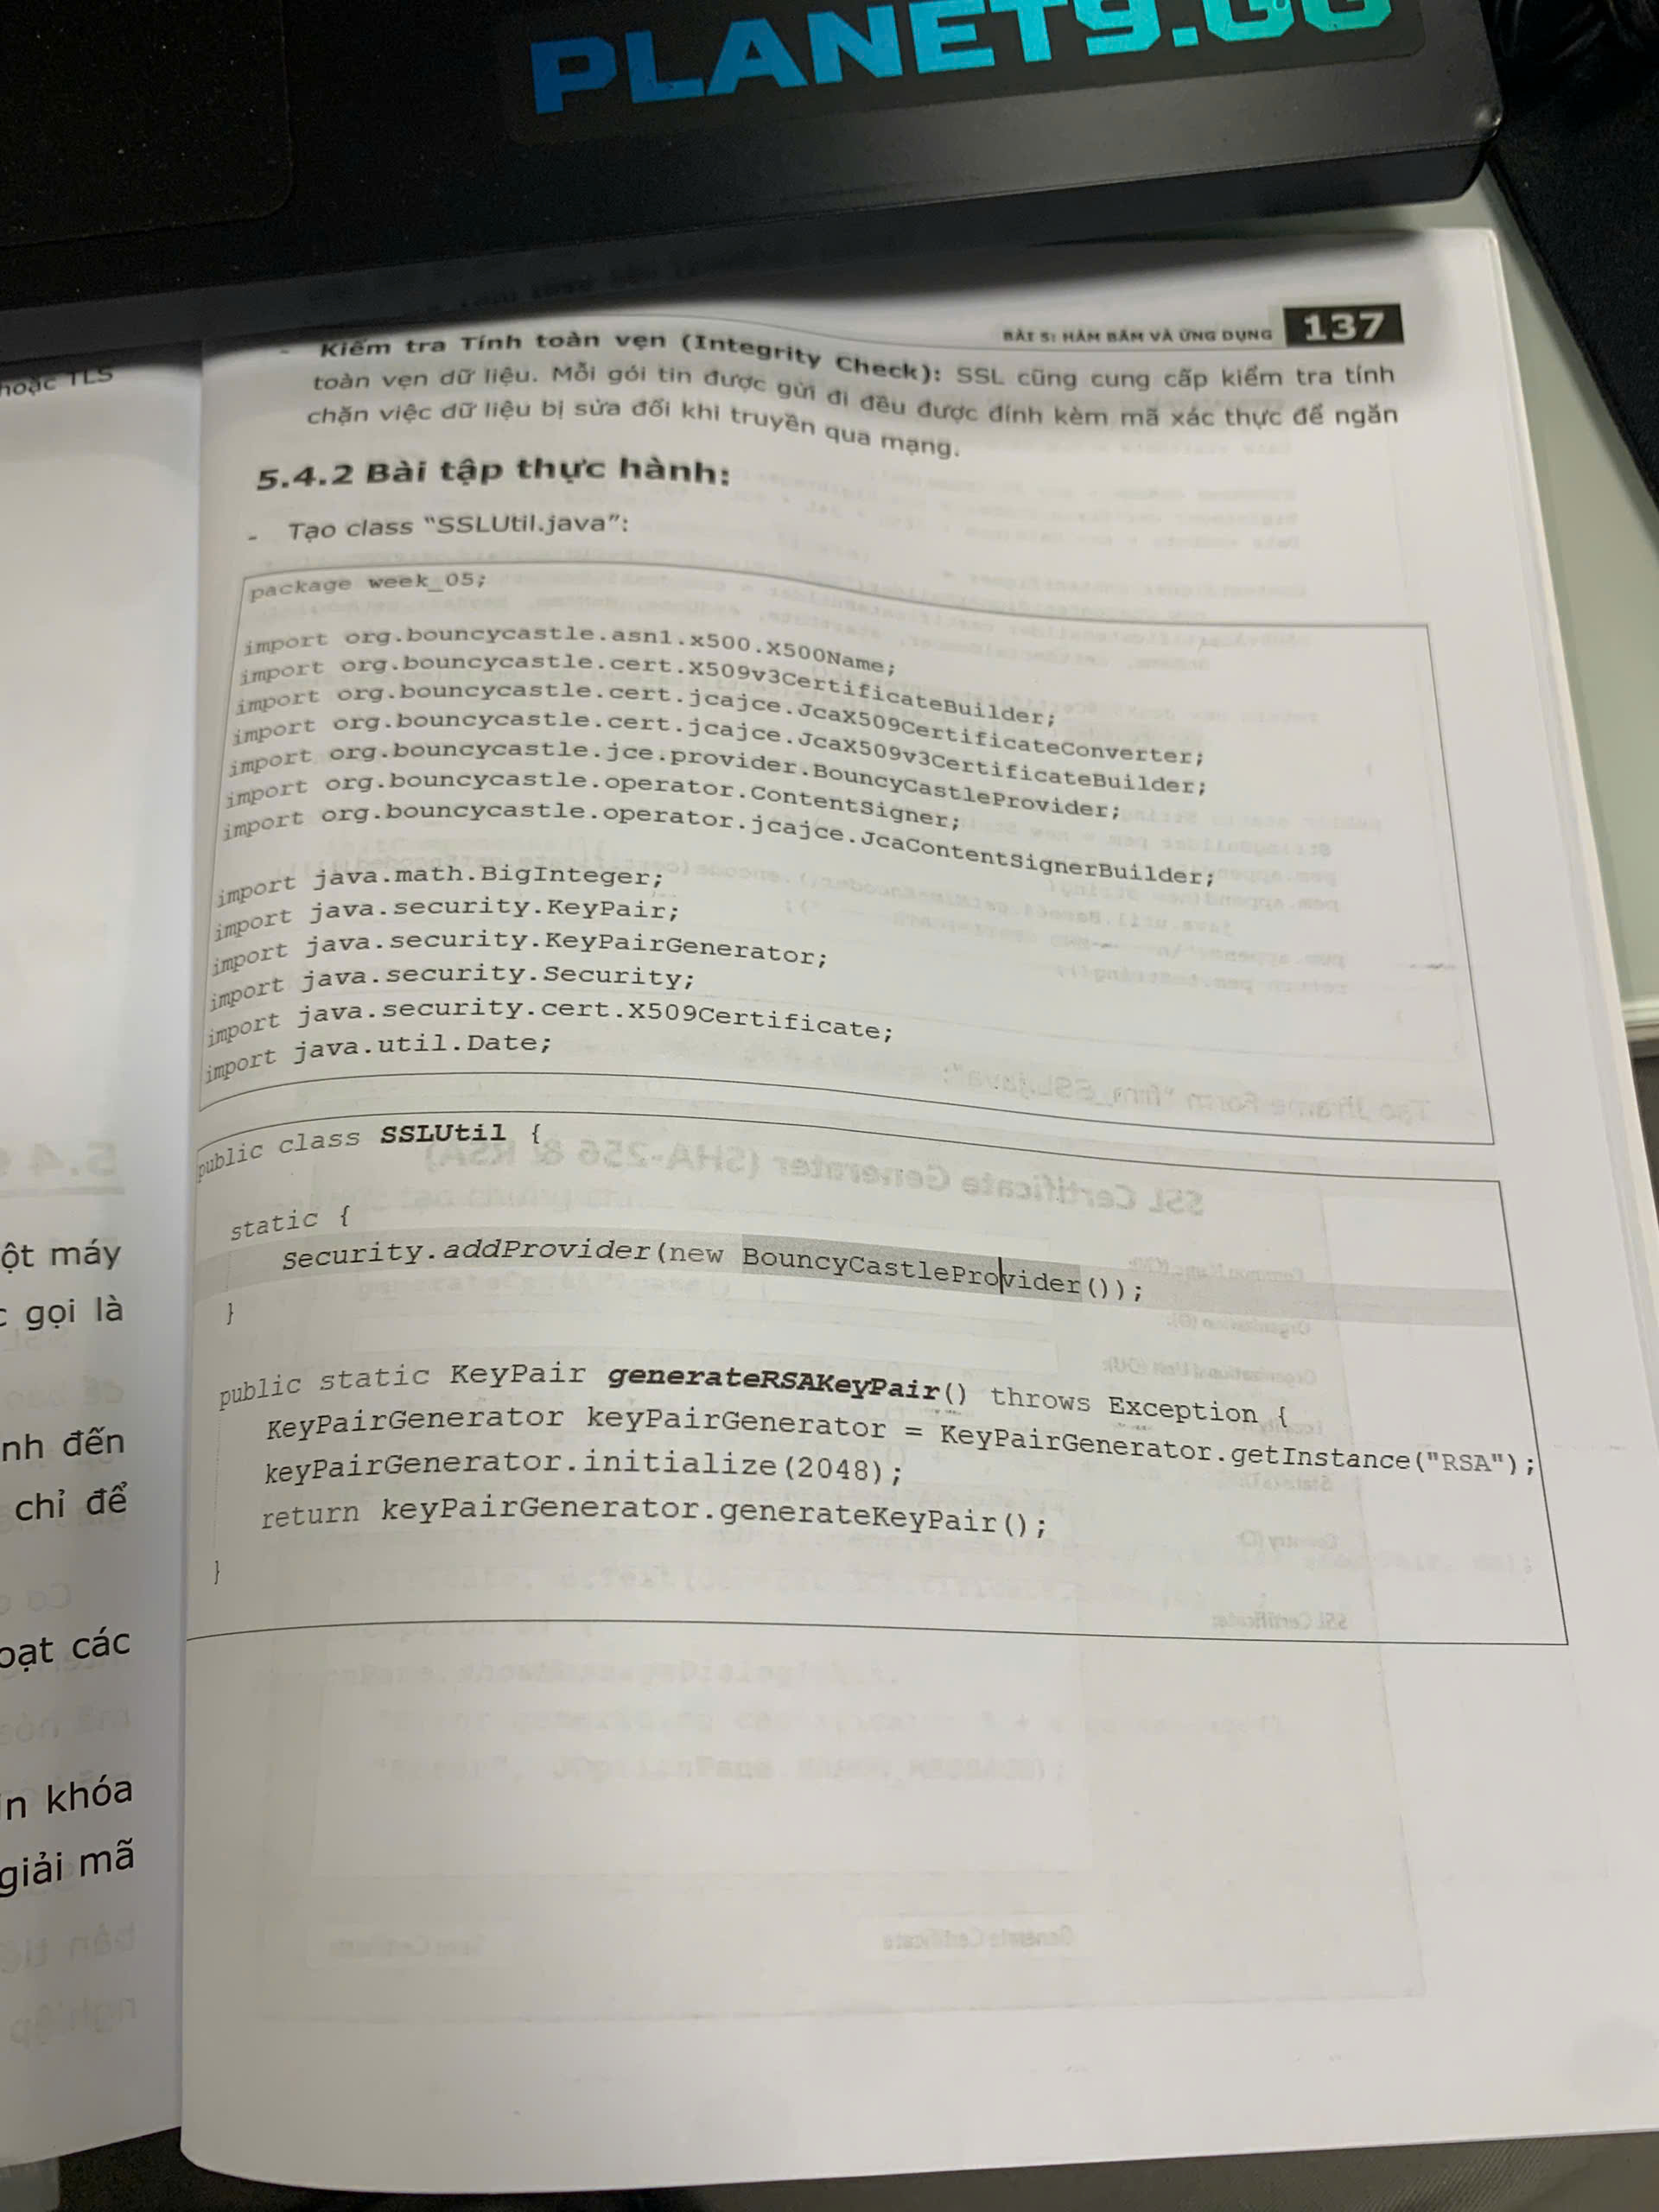 PLANET9.GG
hoặc TLS
ột máy
c gọi là
nh đến
chỉ để
oạt các
in khóa
giải mã
BÀI 5: HÀM BĂM VÀ ỨNG DỤNG 137
- Kiểm tra Tính toàn vẹn (Integrity Check): SSL cũng cung cấp kiểm tra tính
toàn vẹn dữ liệu. Mỗi gói tin được gửi đi đều được đính kèm mã xác thực để ngăn
chặn việc dữ liệu bị sửa đổi khi truyền qua mạng.
5.4.2 Bài tập thực hành:
- Tạo class “SSLUtil.java”:
package week_05;
import org.bouncycastle.asn1.x500.X500Name;
import org.bouncycastle.cert.X509v3CertificateBuilder;
import org.bouncycastle.cert.jcajce.JcaX509CertificateConverter;
import org.bouncycastle.cert.jcajce.JcaX509v3CertificateBuilder;
import org.bouncycastle.jce.provider.BouncyCastleProvider;
import org.bouncycastle.operator.ContentSigner;
import org.bouncycastle.operator.jcajce.JcaContentSignerBuilder;
import java.math.BigInteger;
import java.security.KeyPair;
import java.security.KeyPairGenerator;
import java.security.Security;
import java.security.cert.X509Certificate;
import java.util.Date;
public class SSLUtil {
static {
Security.addProvider(new BouncyCastleProvider());
}
public static KeyPair generateRSAKeyPair() throws Exception {
KeyPairGenerator keyPairGenerator = KeyPairGenerator.getInstance("RSA");
keyPairGenerator.initialize(2048);
return keyPairGenerator.generateKeyPair();
}